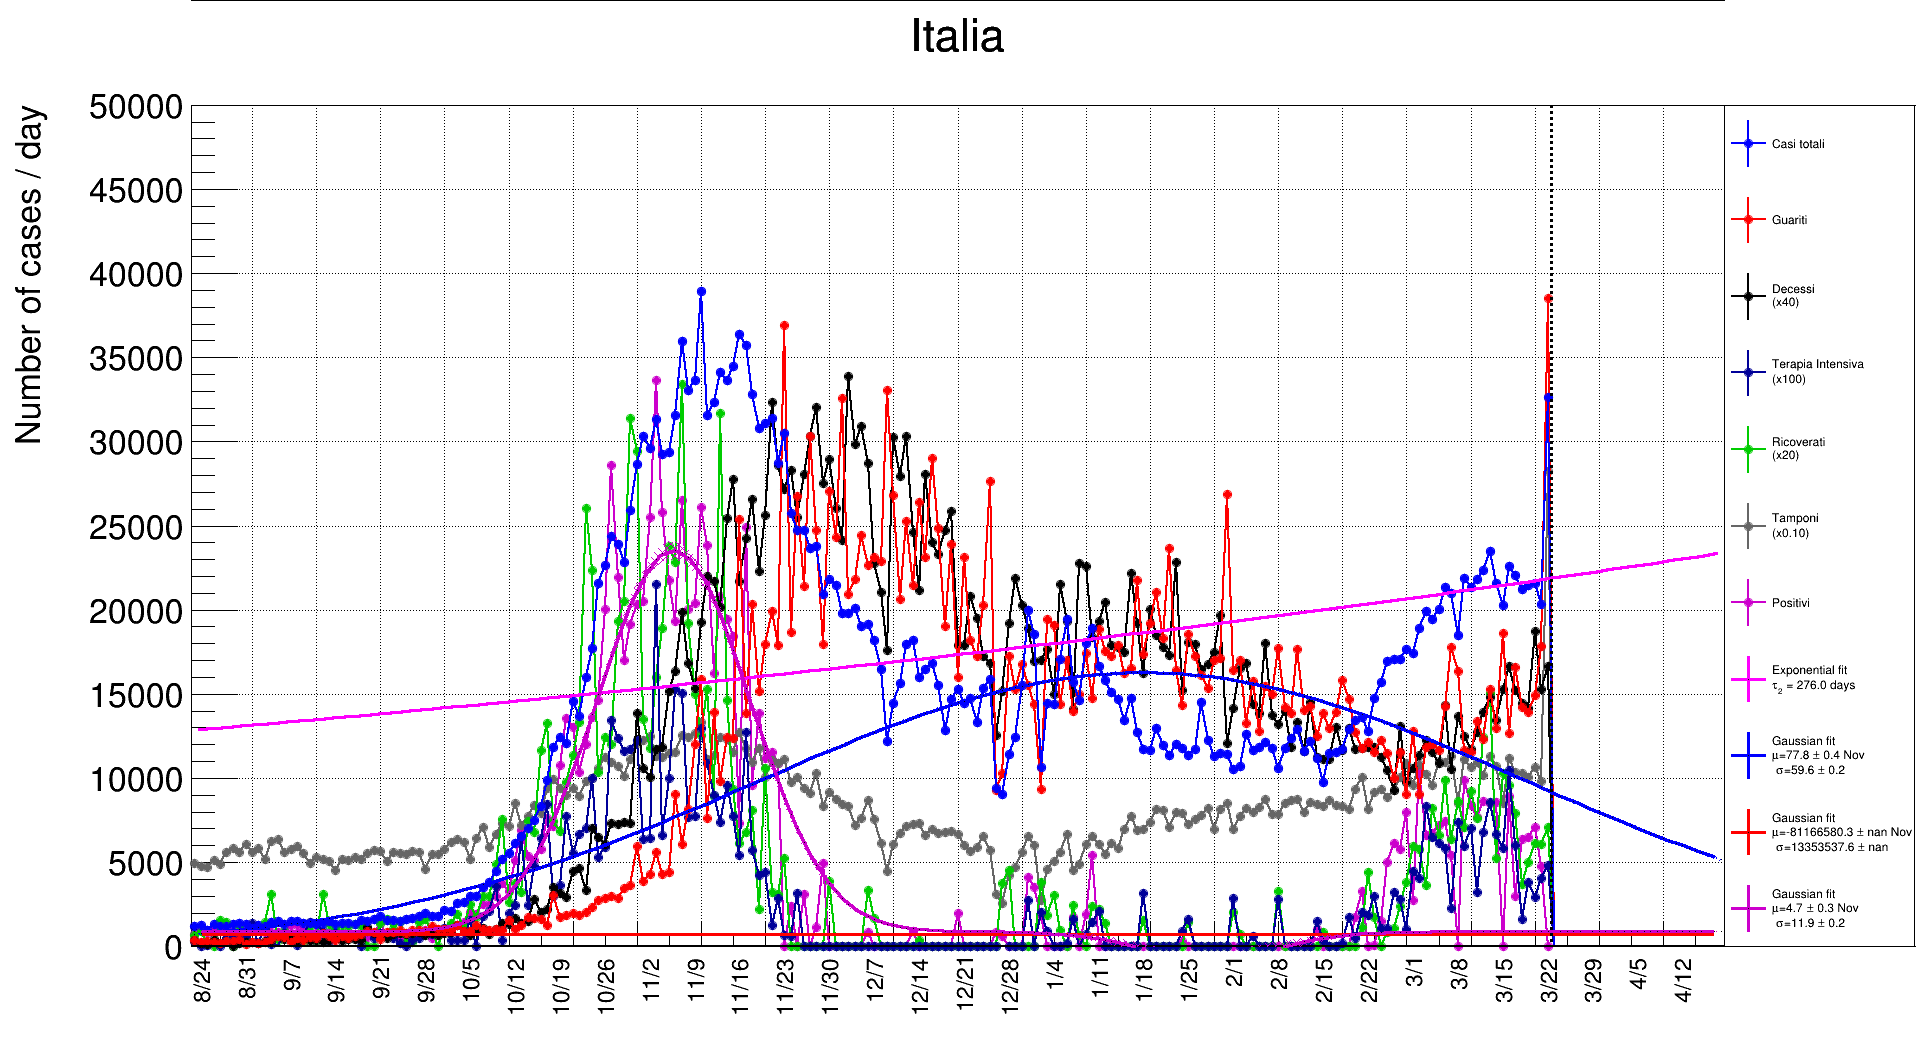 Italia
Number of cases / day
50000
45000
40000
35000
30000
25000
20000
15000
10000
5000
0
8/24
8/31
9/7
9/14
9/21
9/28
10/5
10/12
10/19
10/26
11/2
11/9
11/16
11/23
11/30
12/7
12/14
12/21
12/28
1/4
1/11
1/18
1/25
2/1
2/8
2/15
2/22
3/1
3/8
3/15
3/22
3/29
4/5
4/12
Casi totali
Guariti
Decessi
(x40)
Terapia Intensiva
(x100)
Ricoverati
(x20)
Tamponi
(x0.10)
Positivi
Exponential fit
τ2 = 276.0 days
Gaussian fit
μ=77.8 ± 0.4 Nov
σ=59.6 ± 0.2
Gaussian fit
μ=-81166580.3 ± nan Nov
σ=13353537.6 ± nan
Gaussian fit
μ=4.7 ± 0.3 Nov
σ=11.9 ± 0.2